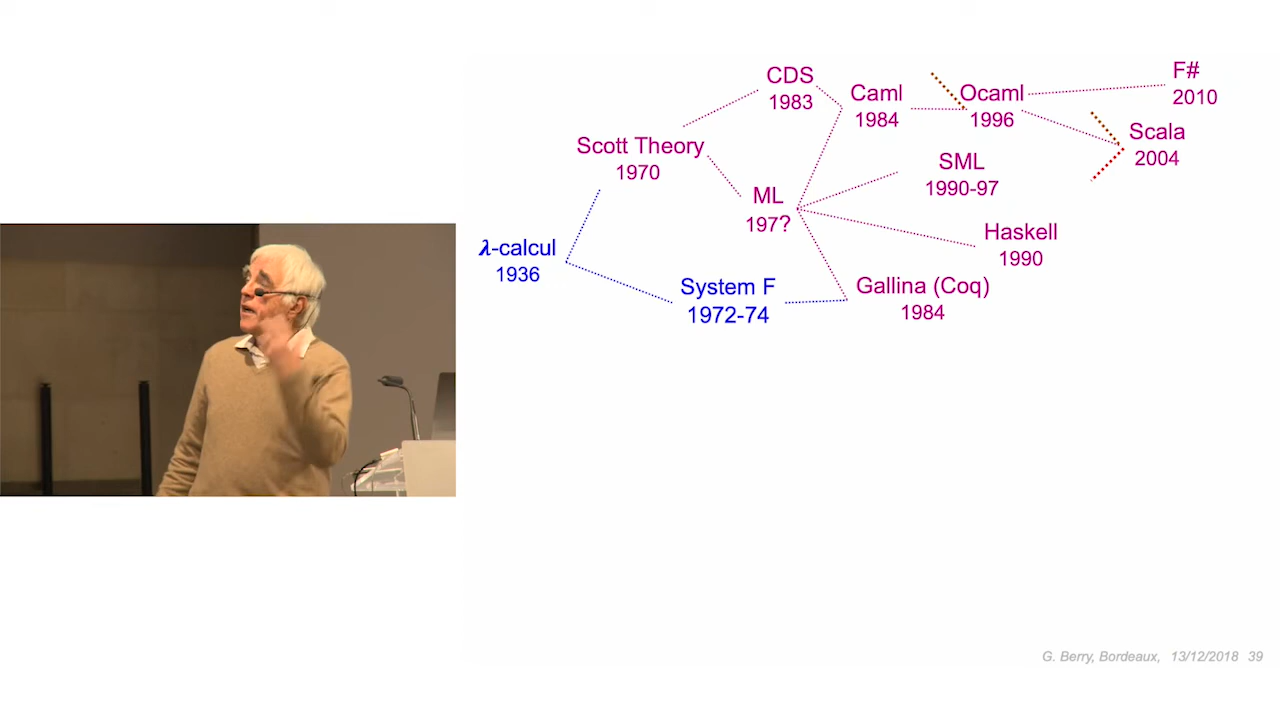 CDS
1983
Caml
1984
Ocaml
1996
F#
2010
Scala
2004
Scott Theory
1970
SML
1990-97
ML
197?
Haskell
1990
λ-calcul
1936
System F
1972-74
Gallina (Coq)
1984
G. Berry, Bordeaux, 13/12/2018 39